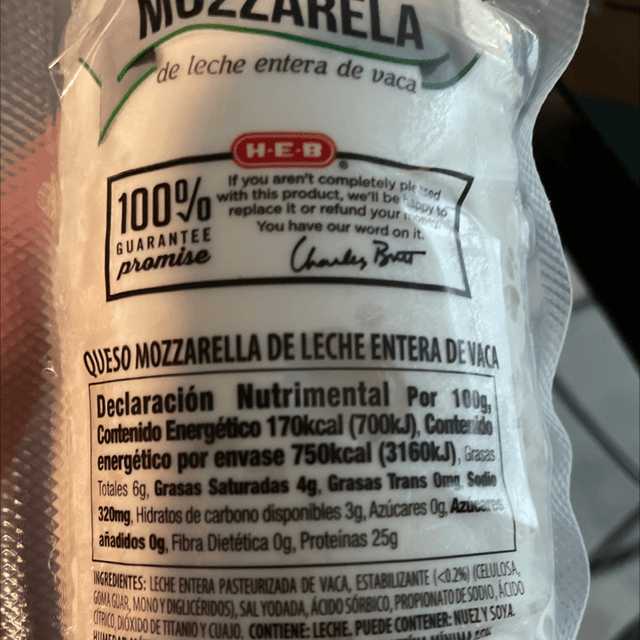 MOZZARELA
de leche entera de vaca
H-E-B
100%
GUARANTEE
promise
If you aren't completely pleased
with this product, we'll be happy to
replace it or refund your
You have our word on it.
Charles Butt
QUESO MOZZARELLA DE LECHE ENTERA DE VACA
Declaración Nutrimental Por 100g,
Contenido Energético 170kcal (700kJ), Contenido
energético por envase 750kcal (3160kJ), Grasas
Totales 6g, Grasas Saturadas 4g, Grasas Trans 0mg, Sodio
320mg, Hidratos de carbono disponibles 3g, Azúcares 0g, Azúcares
añadidos 0g, Fibra Dietética 0g, Proteínas 25g
INGREDIENTES: LECHE ENTERA PASTEURIZADA DE VACA, ESTABILIZANTE (<0.2%) (CELULOSA,
GOMA GUAR, MONO Y DIGLICÉRIDOS), SAL YODADA, ÁCIDO SÓRBICO, PROPIONATO DE SODIO, ÁCIDO
CÍTRICO, DIÓXIDO DE TITANIO Y CUAJO. CONTIENE: LECHE. PUEDE CONTENER: NUEZ Y SOYA.